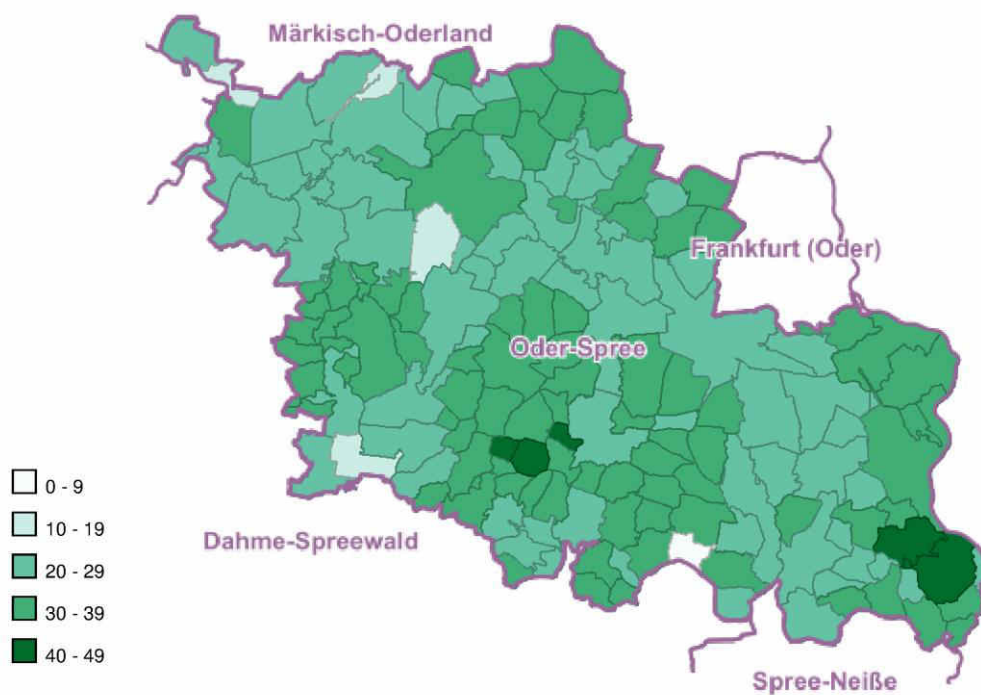 Märkisch-Oderland
Frankfurt (Oder)
Oder-Spree
0 - 9
10 - 19
20 - 29
30 - 39
40 - 49
Dahme-Spreewald
Spree-Neiße